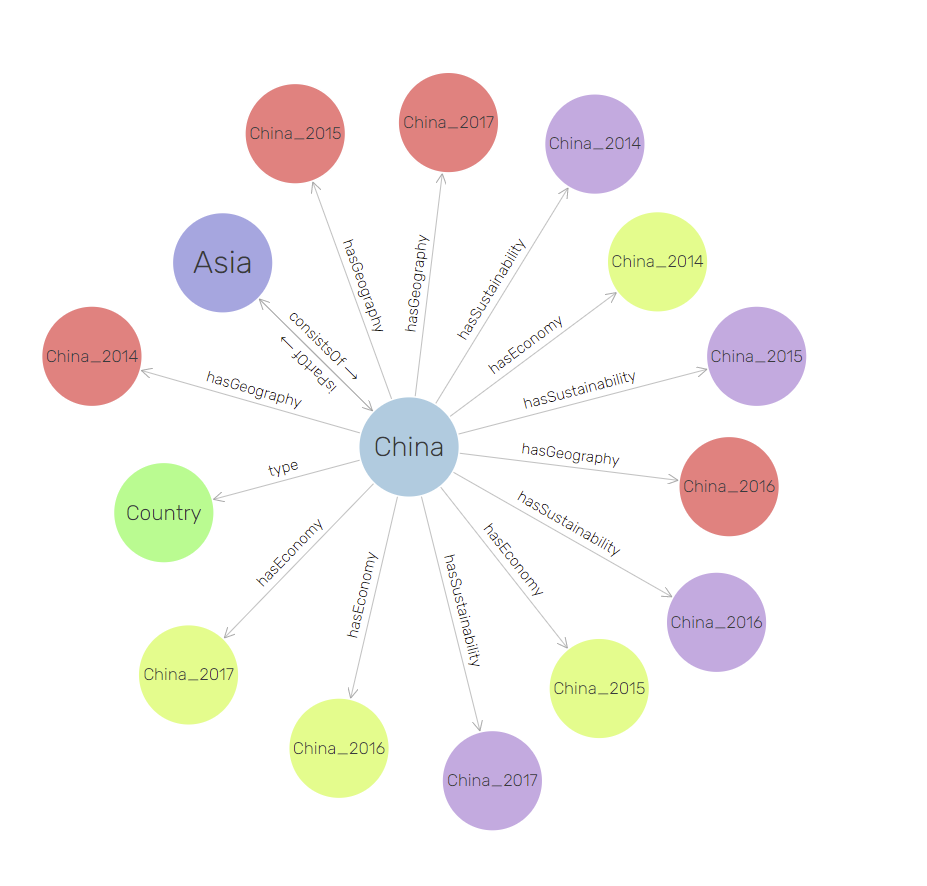 China_2017
China_2015
China_2014
hasGeography
hasGeography
hasSustainability
Asia
China_2014
consistsOf →
isPartOf →
hasEconomy
China_2014
China_2015
hasGeography
hasSustainability
China
hasGeography
type
China_2016
Country
hasSustainability
hasEconomy
hasEconomy
hasSustainability
hasEconomy
China_2016
China_2017
China_2015
China_2016
China_2017